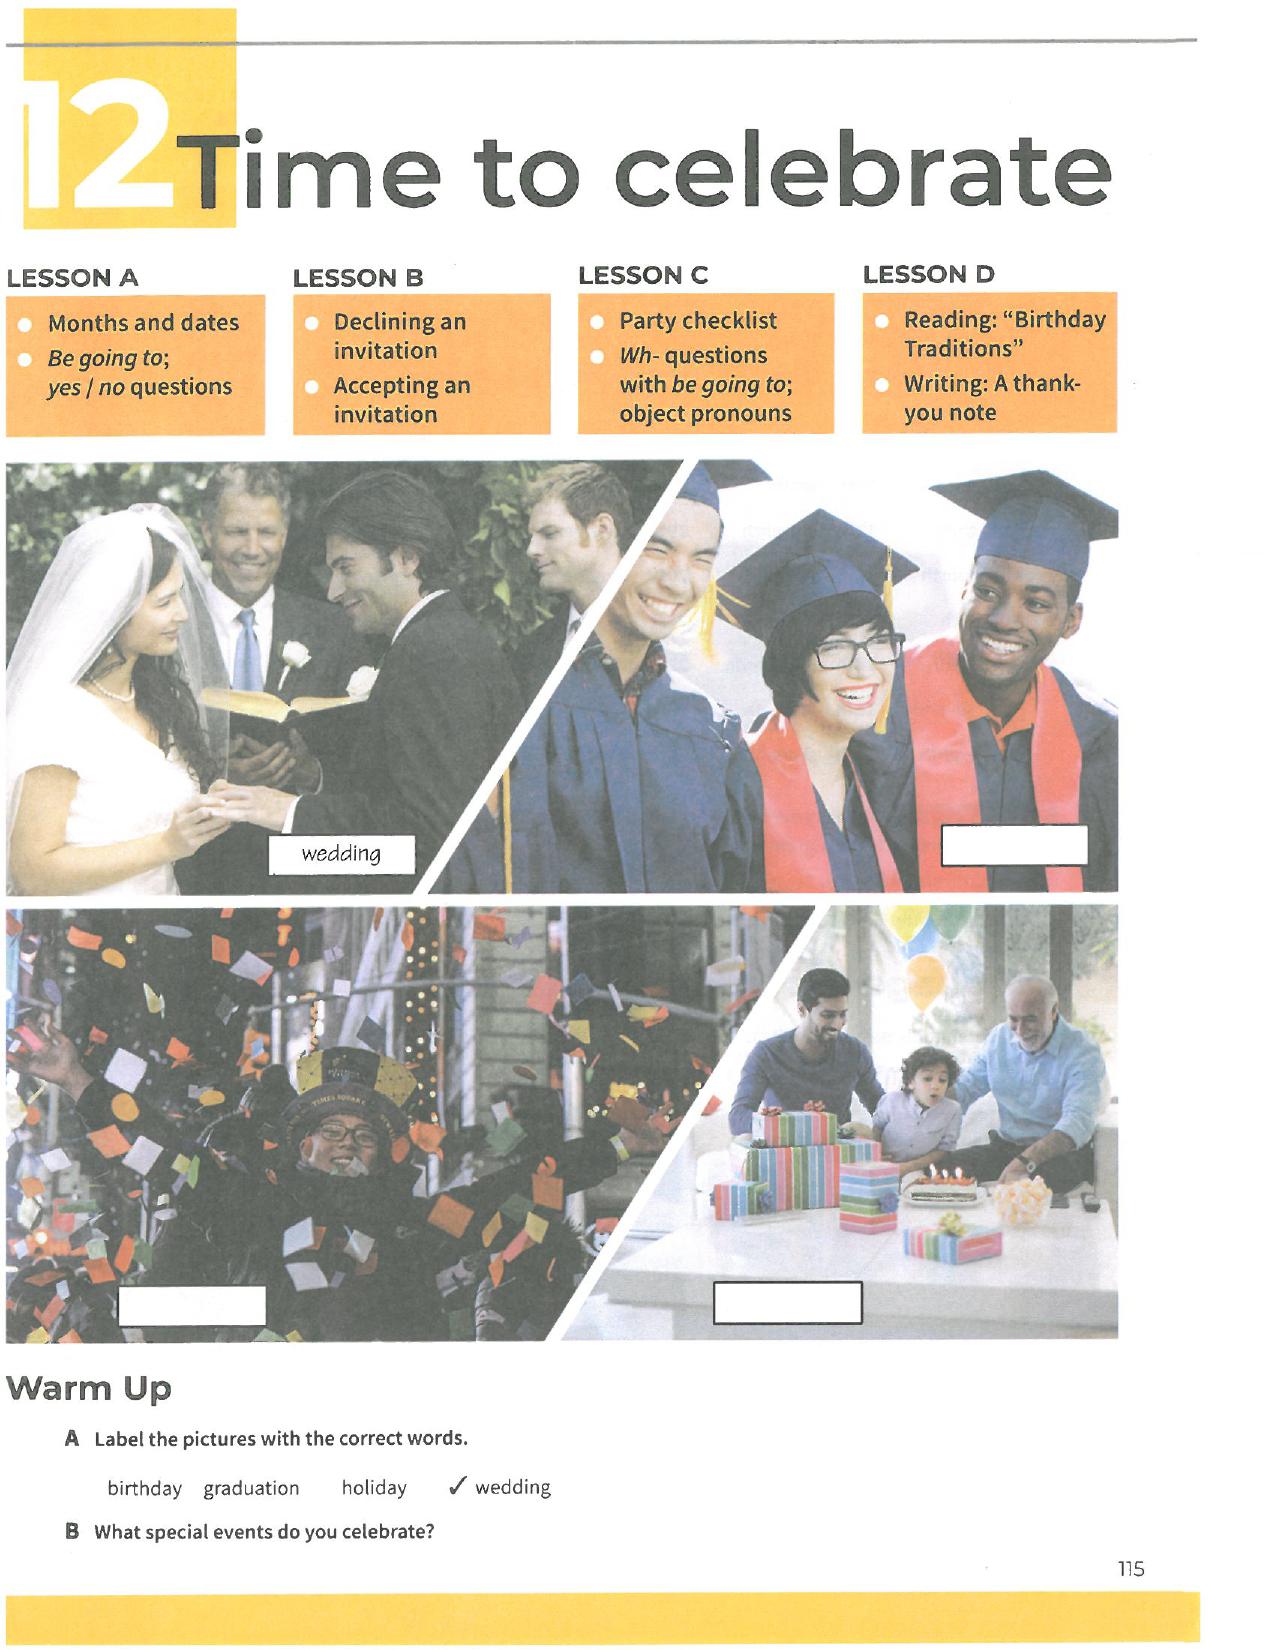 12 Time to celebrate
LESSON A
Months and dates
Be going to;
yes / no questions
LESSON B
Declining an
invitation
Accepting an
invitation
LESSON C
Party checklist
Wh- questions
with be going to;
object pronouns
LESSON D
Reading: “Birthday
Traditions”
Writing: A thank-
you note
wedding
TIMES SQUARE
Warm Up
A Label the pictures with the correct words.
birthday graduation holiday ✓ wedding
B What special events do you celebrate?
115